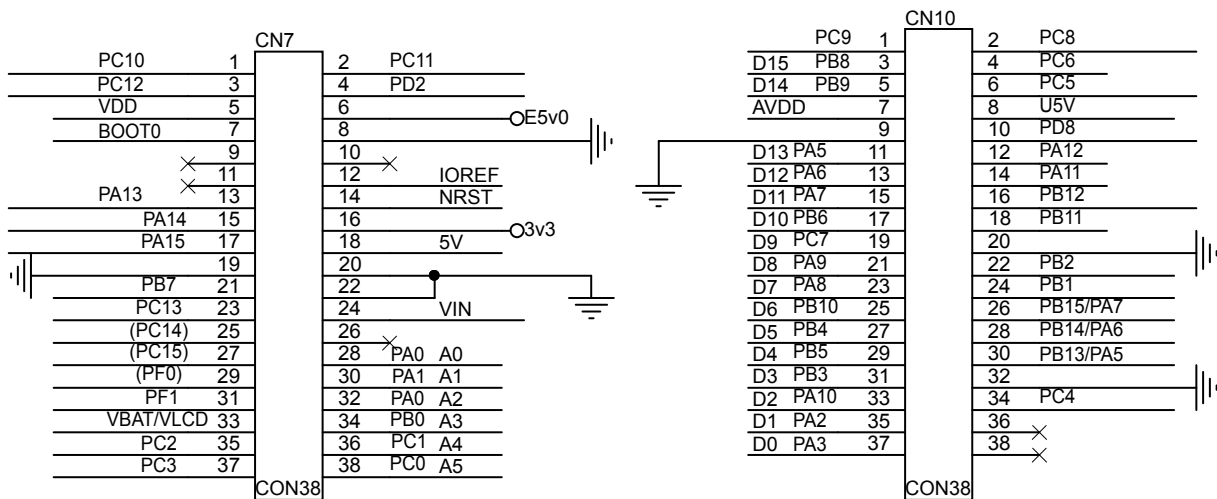 CN7
PC10 1 2 PC11
PC12 3 4 PD2
VDD 5 6 E5v0
BOOT0 7 8
9 10
11 12 IOREF
PA13 13 14 NRST
PA14 15 16 3v3
PA15 17 18 5V
19 20
PB7 21 22
PC13 23 24 VIN
(PC14) 25 26
(PC15) 27 28 PA0 A0
(PF0) 29 30 PA1 A1
PF1 31 32 PA0 A2
VBAT/VLCD 33 34 PB0 A3
PC2 35 36 PC1 A4
PC3 37 38 PC0 A5
CON38
CN10
PC9 1 2 PC8
D15 PB8 3 4 PC6
D14 PB9 5 6 PC5
AVDD 7 8 U5V
9 10 PD8
D13 PA5 11 12 PA12
D12 PA6 13 14 PA11
D11 PA7 15 16 PB12
D10 PB6 17 18 PB11
D9 PC7 19 20
D8 PA9 21 22 PB2
D7 PA8 23 24 PB1
D6 PB10 25 26 PB15/PA7
D5 PB4 27 28 PB14/PA6
D4 PB5 29 30 PB13/PA5
D3 PB3 31 32
D2 PA10 33 34 PC4
D1 PA2 35 36
D0 PA3 37 38
CON38